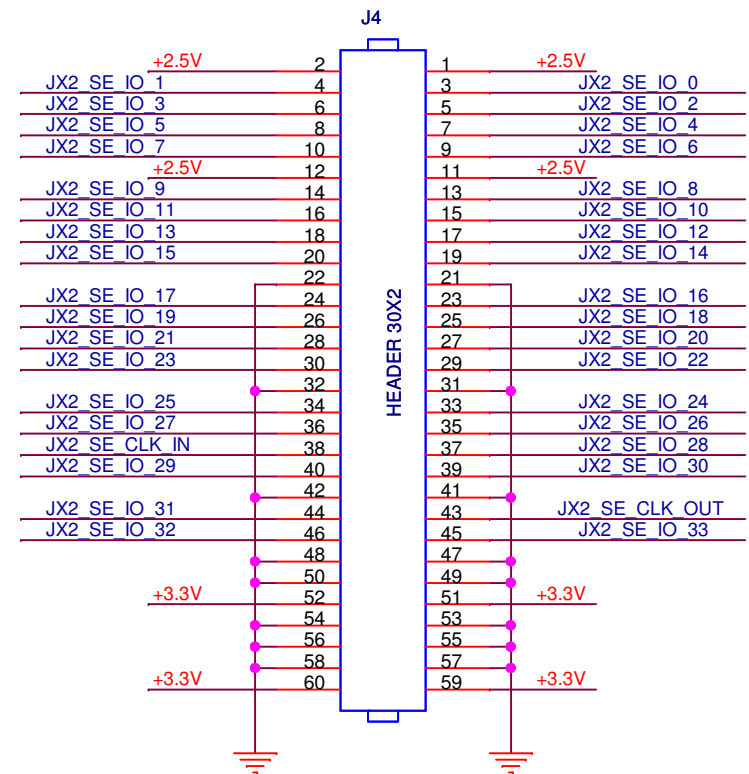 J4
+2.5V 2 1 +2.5V
JX2_SE_IO_1 4 3 JX2_SE_IO_0
JX2_SE_IO_3 6 5 JX2_SE_IO_2
JX2_SE_IO_5 8 7 JX2_SE_IO_4
JX2_SE_IO_7 10 9 JX2_SE_IO_6
+2.5V 12 11 +2.5V
JX2_SE_IO_9 14 13 JX2_SE_IO_8
JX2_SE_IO_11 16 15 JX2_SE_IO_10
JX2_SE_IO_13 18 17 JX2_SE_IO_12
JX2_SE_IO_15 20 19 JX2_SE_IO_14
22 21
JX2_SE_IO_17 24 23 JX2_SE_IO_16
JX2_SE_IO_19 26 25 JX2_SE_IO_18
JX2_SE_IO_21 28 27 JX2_SE_IO_20
JX2_SE_IO_23 30 29 JX2_SE_IO_22
32 31
JX2_SE_IO_25 34 33 JX2_SE_IO_24
JX2_SE_IO_27 36 35 JX2_SE_IO_26
JX2_SE_CLK_IN 38 37 JX2_SE_IO_28
JX2_SE_IO_29 40 39 JX2_SE_IO_30
42 41
JX2_SE_IO_31 44 43 JX2_SE_CLK_OUT
JX2_SE_IO_32 46 45 JX2_SE_IO_33
48 47
50 49
+3.3V 52 51 +3.3V
54 53
56 55
58 57
+3.3V 60 59 +3.3V
HEADER 30X2